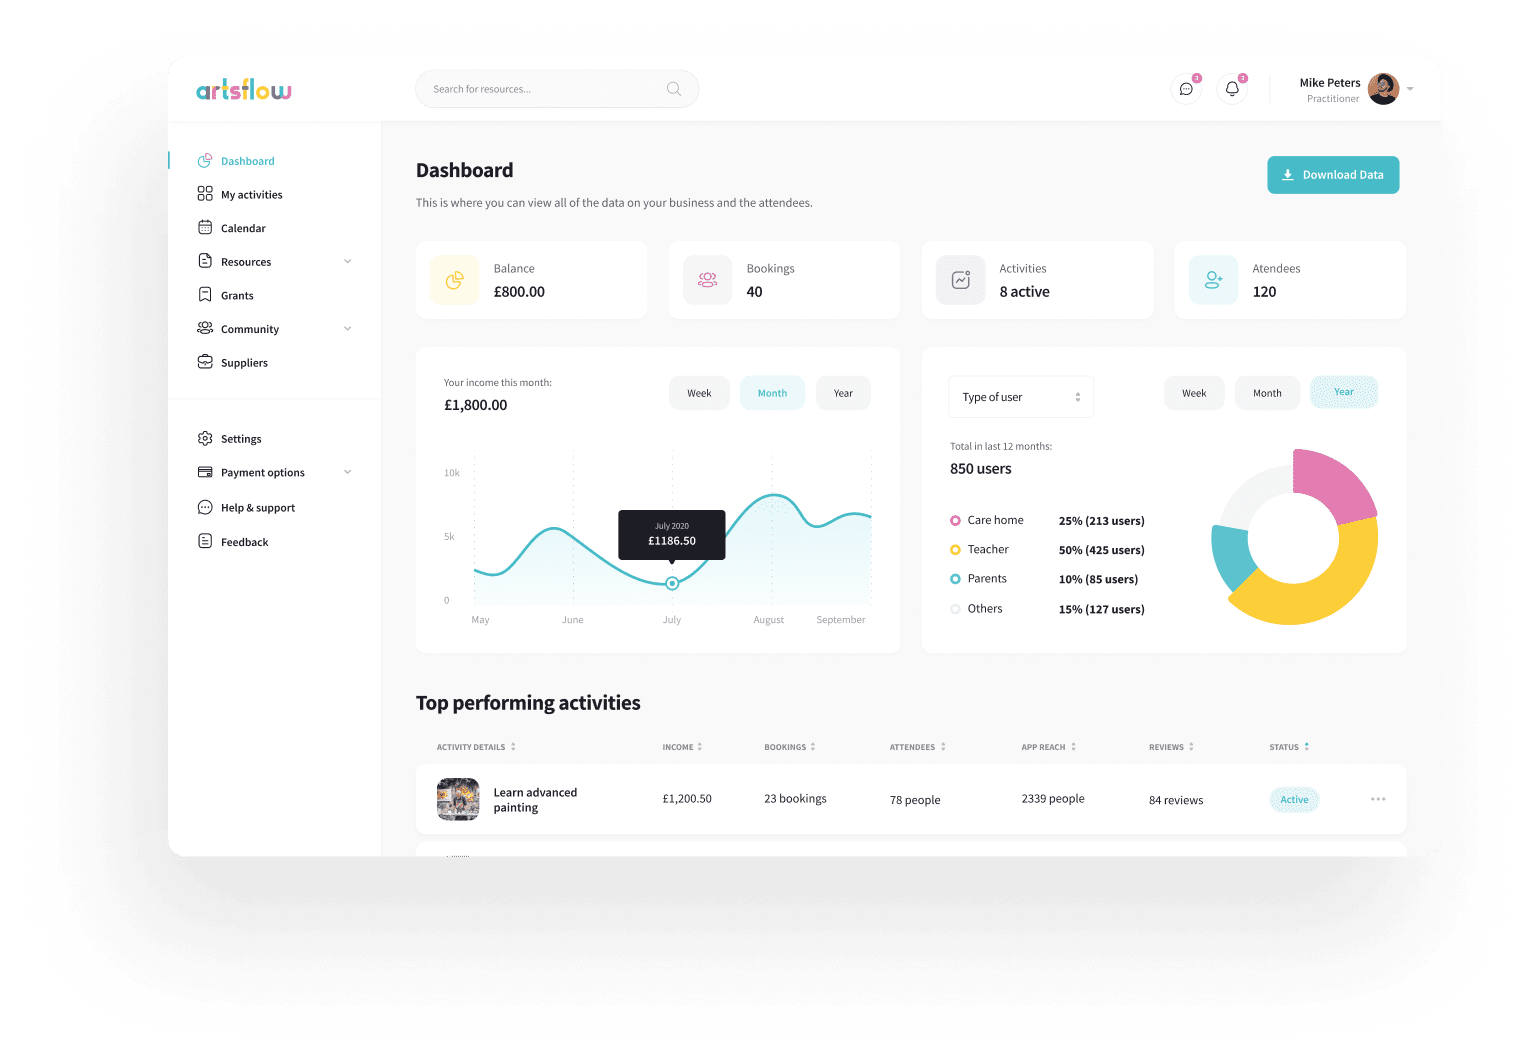 artsflow
Search for resources...
3
3
Mike Peters
Practitioner
Dashboard
My activities
Calendar
Resources
Grants
Community
Suppliers
Settings
Payment options
Help & support
Feedback
Dashboard
This is where you can view all of the data on your business and the attendees.
Download Data
Balance
£800.00
Bookings
40
Activities
8 active
Atendees
120
Your income this month:
£1,800.00
Week
Month
Year
10k
5k
0
July 2020
£1186.50
May
June
July
August
September
Type of user
Week
Month
Year
Total in last 12 months:
850 users
Care home 25% (213 users)
Teacher 50% (425 users)
Parents 10% (85 users)
Others 15% (127 users)
Top performing activities
ACTIVITY DETAILS INCOME BOOKINGS ATTENDEES APP REACH REVIEWS STATUS
Learn advanced
painting
£1,200.50
23 bookings
78 people
2339 people
84 reviews
Active